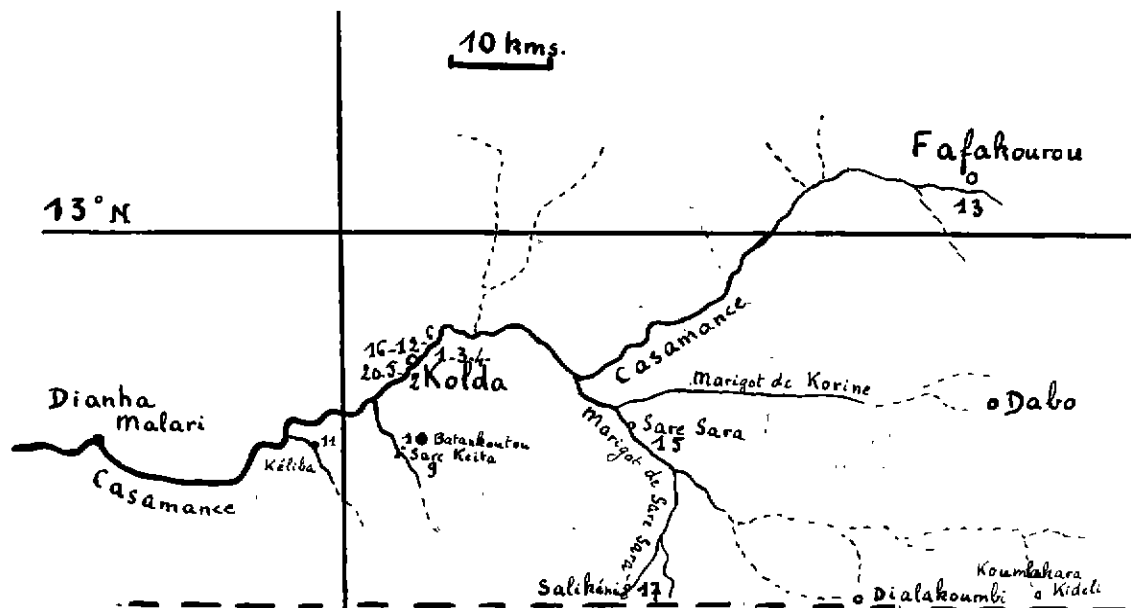 10 kms.
Fafakourou
13
13° N
16-12-6
1-3-4-
20.5-
2
Kolda
Casamance
Marigot de Korine
Dabo
Dianha
Malari
Sare Sara
15
Batankoutou
Sare Keita
9
11
Kéliba
Casamance
Marigot de Sare Sara
Koumbakara
Kideli
Salikénié
17
Dialakoumbi